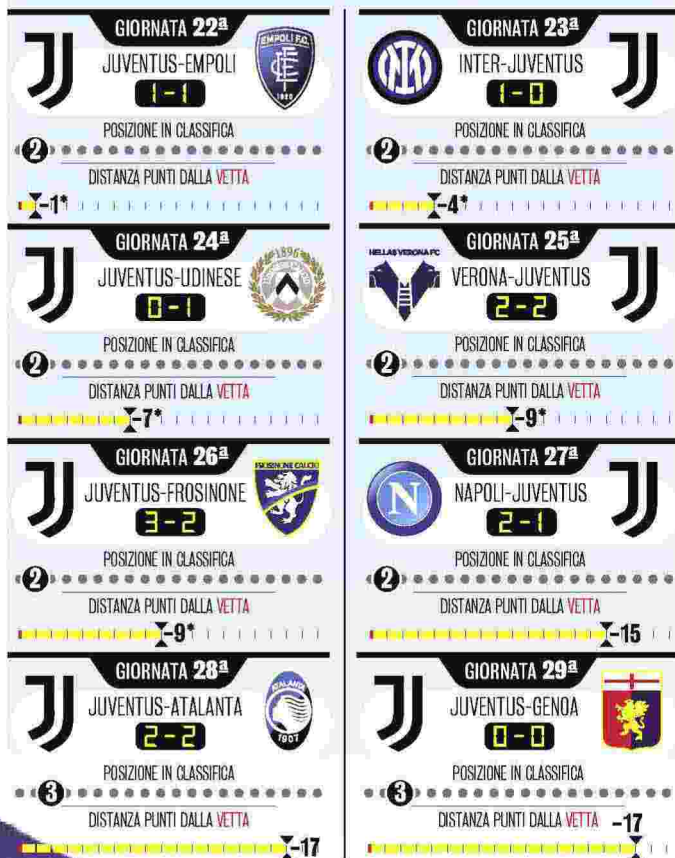 GIORNATA 22ª
JUVENTUS-EMPOLI
EMPOLI F.C.
1920
1-1
POSIZIONE IN CLASSIFICA
2
DISTANZA PUNTI DALLA VETTA
-1*
GIORNATA 23ª
INTER-JUVENTUS
1-0
POSIZIONE IN CLASSIFICA
2
DISTANZA PUNTI DALLA VETTA
-4*
GIORNATA 24ª
JUVENTUS-UDINESE
1896
0-1
POSIZIONE IN CLASSIFICA
2
DISTANZA PUNTI DALLA VETTA
-7*
GIORNATA 25ª
HELLAS VERONA FC
VERONA-JUVENTUS
2-2
POSIZIONE IN CLASSIFICA
2
DISTANZA PUNTI DALLA VETTA
-9*
GIORNATA 26ª
FROSINONE CALCIO
JUVENTUS-FROSINONE
3-2
POSIZIONE IN CLASSIFICA
2
DISTANZA PUNTI DALLA VETTA
-9*
GIORNATA 27ª
N
NAPOLI-JUVENTUS
2-1
POSIZIONE IN CLASSIFICA
2
DISTANZA PUNTI DALLA VETTA
-15
GIORNATA 28ª
JUVENTUS-ATALANTA
ATALANTA
1907
2-2
POSIZIONE IN CLASSIFICA
3
DISTANZA PUNTI DALLA VETTA
-17
GIORNATA 29ª
JUVENTUS-GENOA
0-0
POSIZIONE IN CLASSIFICA
3
DISTANZA PUNTI DALLA VETTA -17